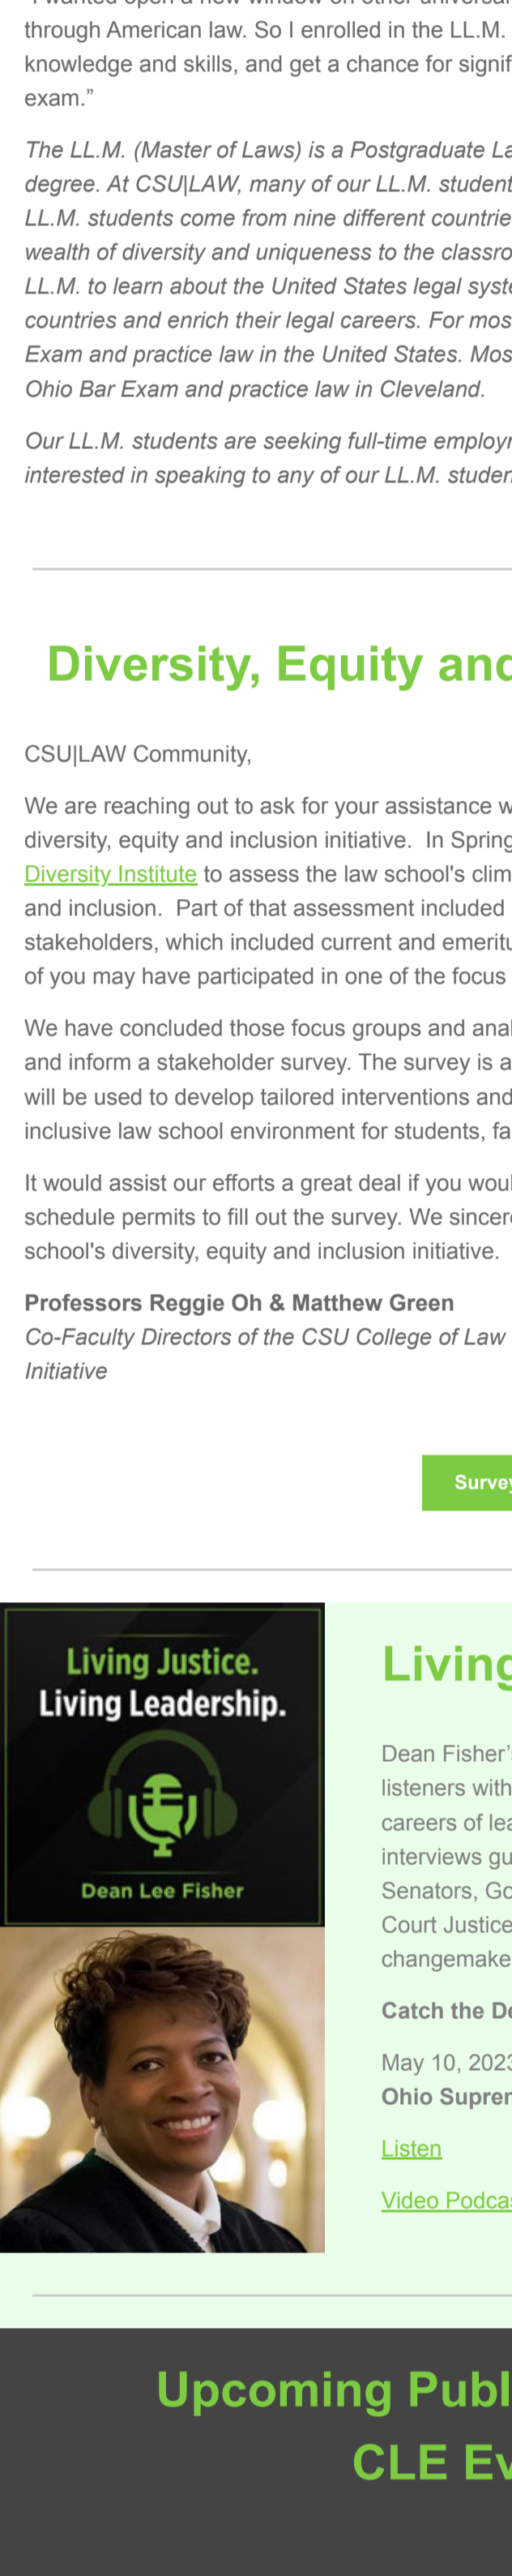 through American law. So I enrolled in the LL.M.
knowledge and skills, and get a chance for signif
exam.”
The LL.M. (Master of Laws) is a Postgraduate La
degree. At CSU|LAW, many of our LL.M. student
LL.M. students come from nine different countrie
wealth of diversity and uniqueness to the classro
LL.M. to learn about the United States legal syste
countries and enrich their legal careers. For mos
Exam and practice law in the United States. Mos
Ohio Bar Exam and practice law in Cleveland.
Our LL.M. students are seeking full-time employm
interested in speaking to any of our LL.M. studen
Diversity, Equity and
CSU|LAW Community,
We are reaching out to ask for your assistance w
diversity, equity and inclusion initiative.  In Spring
Diversity Institute to assess the law school's clim
and inclusion.  Part of that assessment included
stakeholders, which included current and emeritu
of you may have participated in one of the focus
We have concluded those focus groups and anal
and inform a stakeholder survey. The survey is a
will be used to develop tailored interventions and
inclusive law school environment for students, fa
It would assist our efforts a great deal if you woul
schedule permits to fill out the survey. We sincere
school's diversity, equity and inclusion initiative.
Professors Reggie Oh & Matthew Green
Co-Faculty Directors of the CSU College of Law
Initiative
Survey
Living Justice.
Living Leadership.
Dean Lee Fisher
Living
Dean Fisher’s
listeners with
careers of lea
interviews gu
Senators, Go
Court Justice
changemake
Catch the De
May 10, 2023
Ohio Suprem
Listen
Video Podcas
Upcoming Publ
CLE Ev